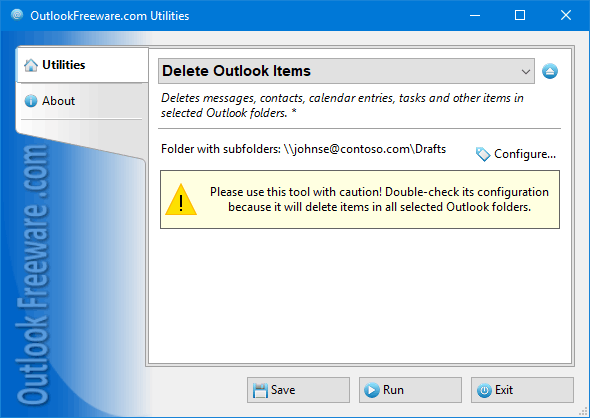 OutlookFreeware.com Utilities
Utilities
About
Delete Outlook Items
Deletes messages, contacts, calendar entries, tasks and other items in
selected Outlook folders. *
Folder with subfolders: \\johnse@contoso.com\Drafts
Configure...
Please use this tool with caution! Double-check its configuration
because it will delete items in all selected Outlook folders.
Outlook Freeware .com
Save
Run
Exit